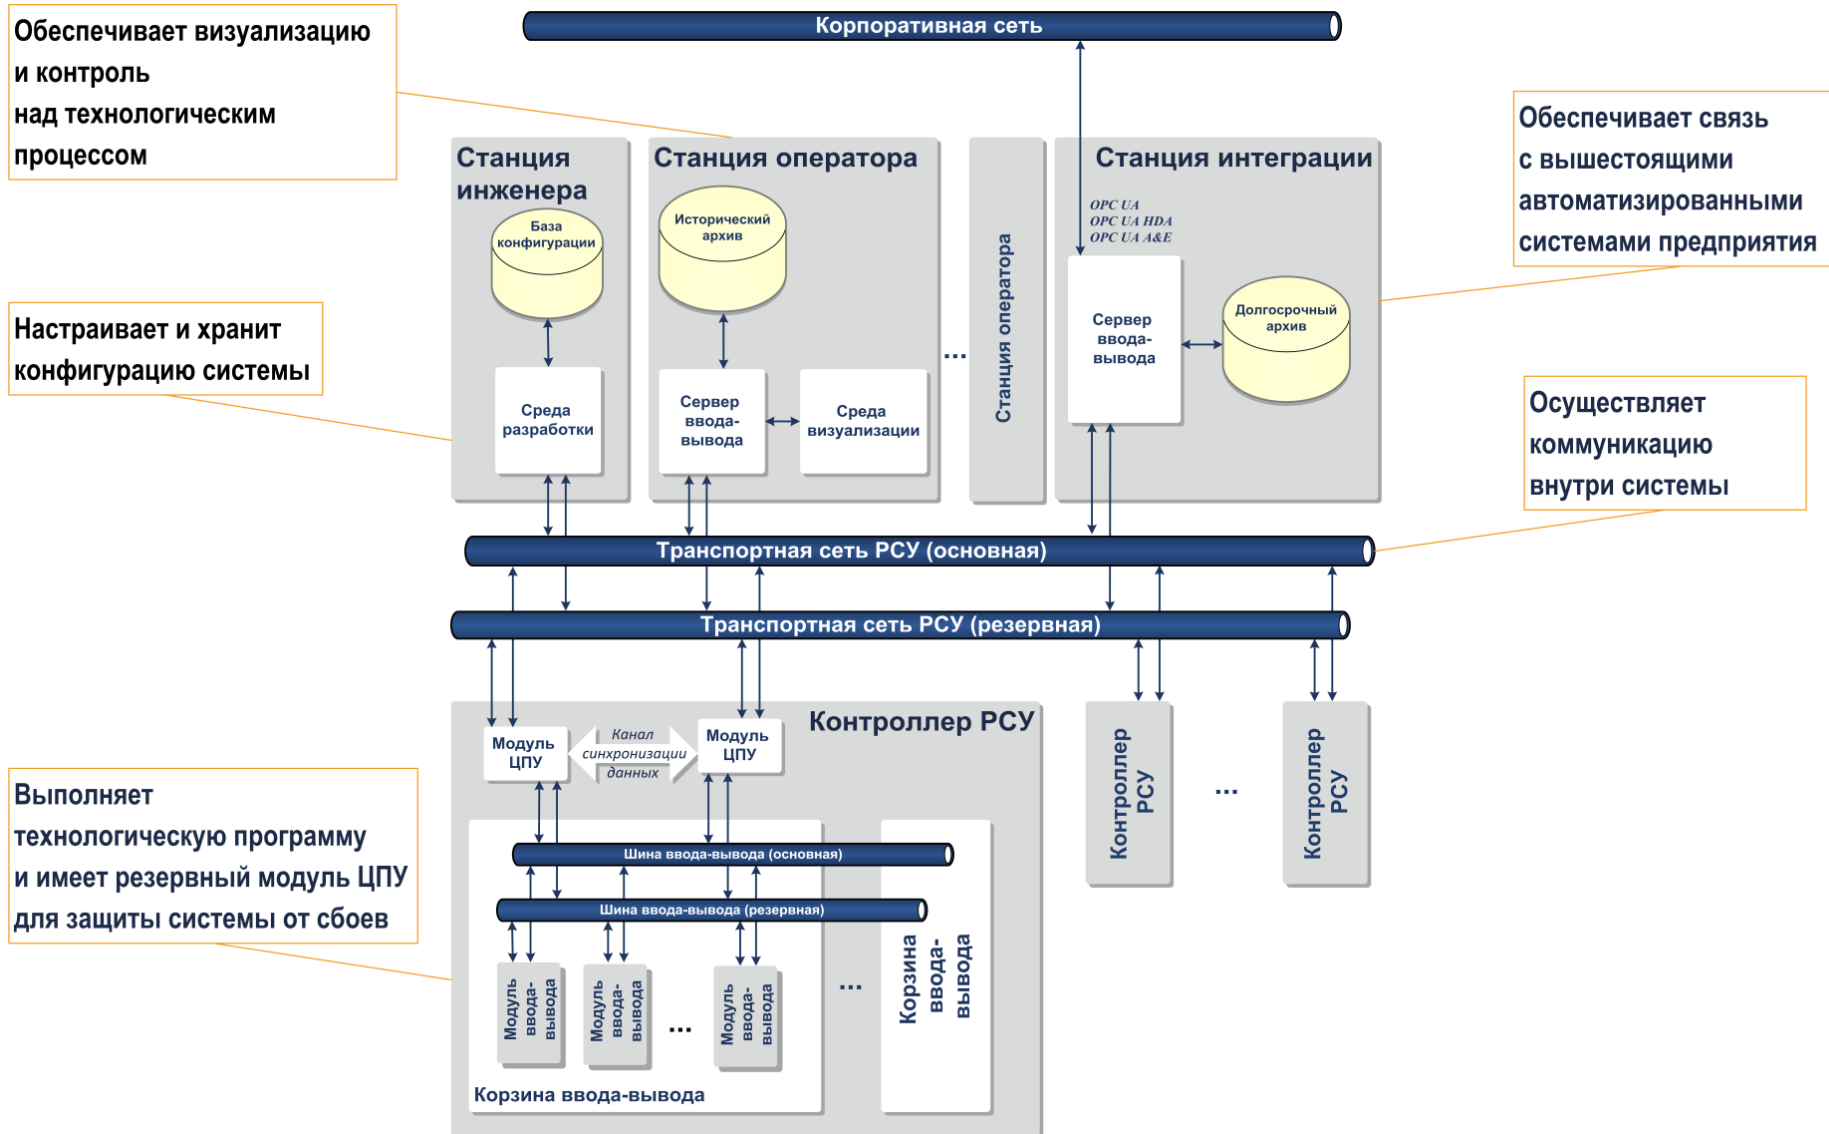 Корпоративная сеть
Обеспечивает визуализацию
и контроль
над технологическим
процессом
Обеспечивает связь
с вышестоящими
автоматизированными
системами предприятия
Станция
инженера
База
конфигурации
Среда
разработки
Станция оператора
Исторический
архив
Сервер
ввода-
вывода
Среда
визуализации
...
Станция оператора
Станция интеграции
OPC UA
OPC UA HDA
OPC UA A&E
Сервер
ввода-
вывода
Долгосрочный
архив
Настраивает и хранит
конфигурацию системы
Осуществляет
коммуникацию
внутри системы
Транспортная сеть РСУ (основная)
Транспортная сеть РСУ (резервная)
Контроллер РСУ
Модуль
ЦПУ
Канал
синхронизации
данных
Модуль
ЦПУ
Контроллер
РСУ
...
Контроллер
РСУ
Выполняет
технологическую программу
и имеет резервный модуль ЦПУ
для защиты системы от сбоев
Шина ввода-вывода (основная)
Шина ввода-вывода (резервная)
Модуль
ввода-
вывода
Модуль
ввода-
вывода
...
Модуль
ввода-
вывода
...
Корзина
ввода-
вывода
Корзина ввода-вывода